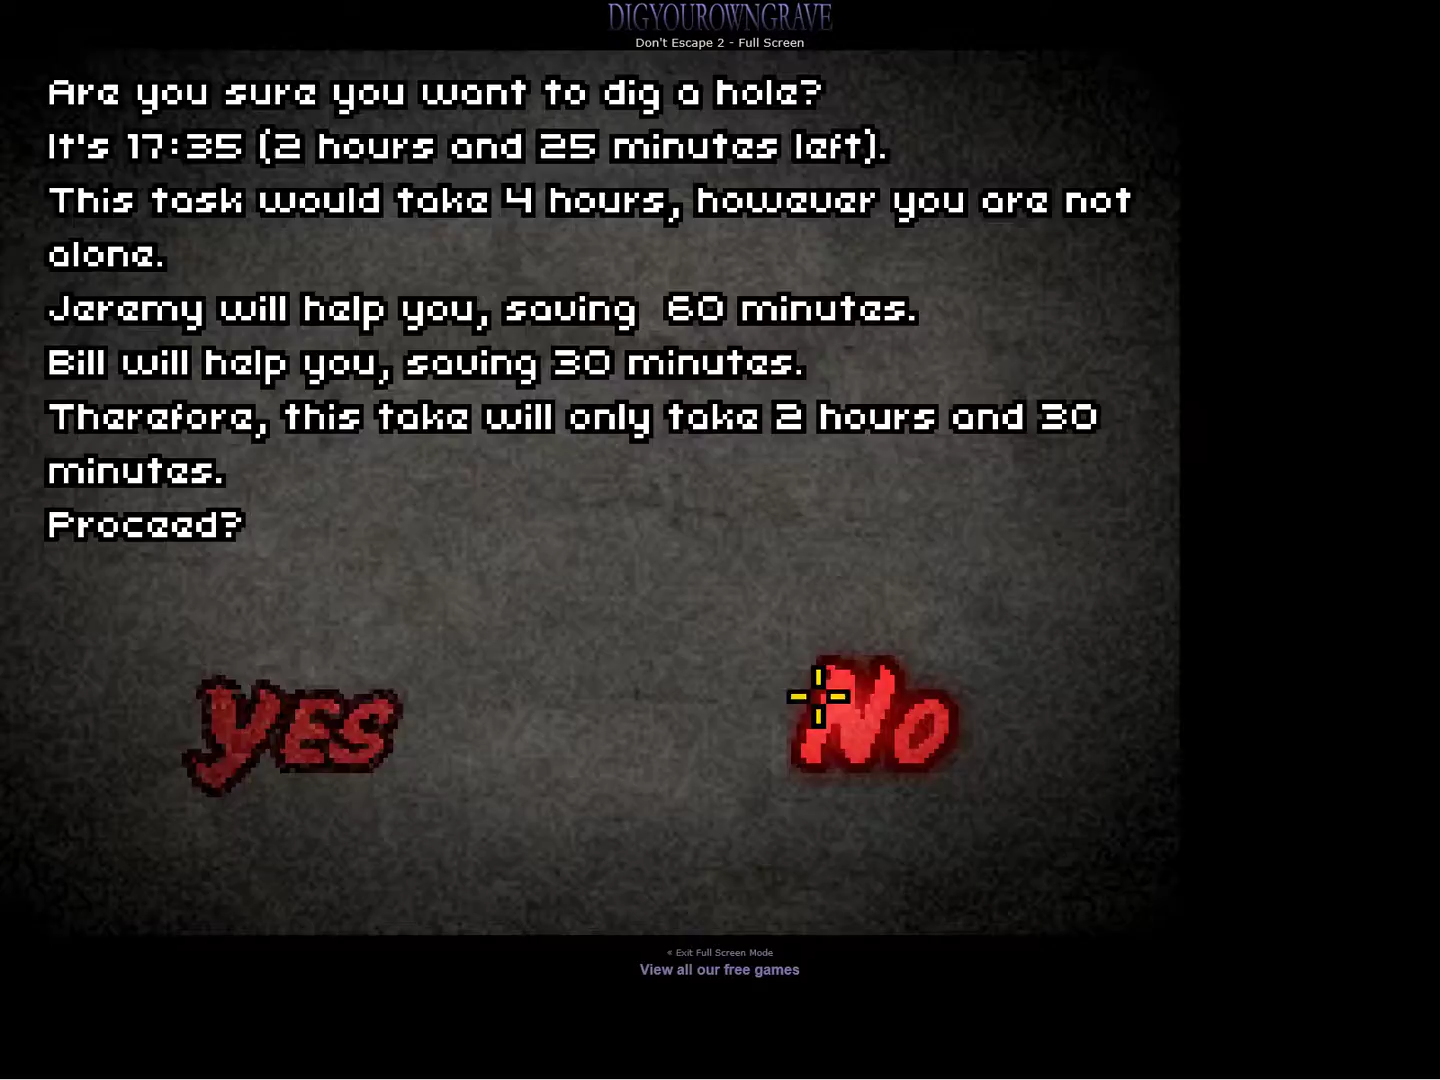 DIGYOUROWNGRAVE
Don't Escape 2 - Full Screen
Are you sure you want to dig a hole?
It's 17:35 (2 hours and 25 minutes left).
This task would take 4 hours, however you are not
alone.
Jeremy will help you, saving  60 minutes.
Bill will help you, saving 30 minutes.
Therefore, this take will only take 2 hours and 30
minutes.
Proceed?
Yes No
« Exit Full Screen Mode
View all our free games